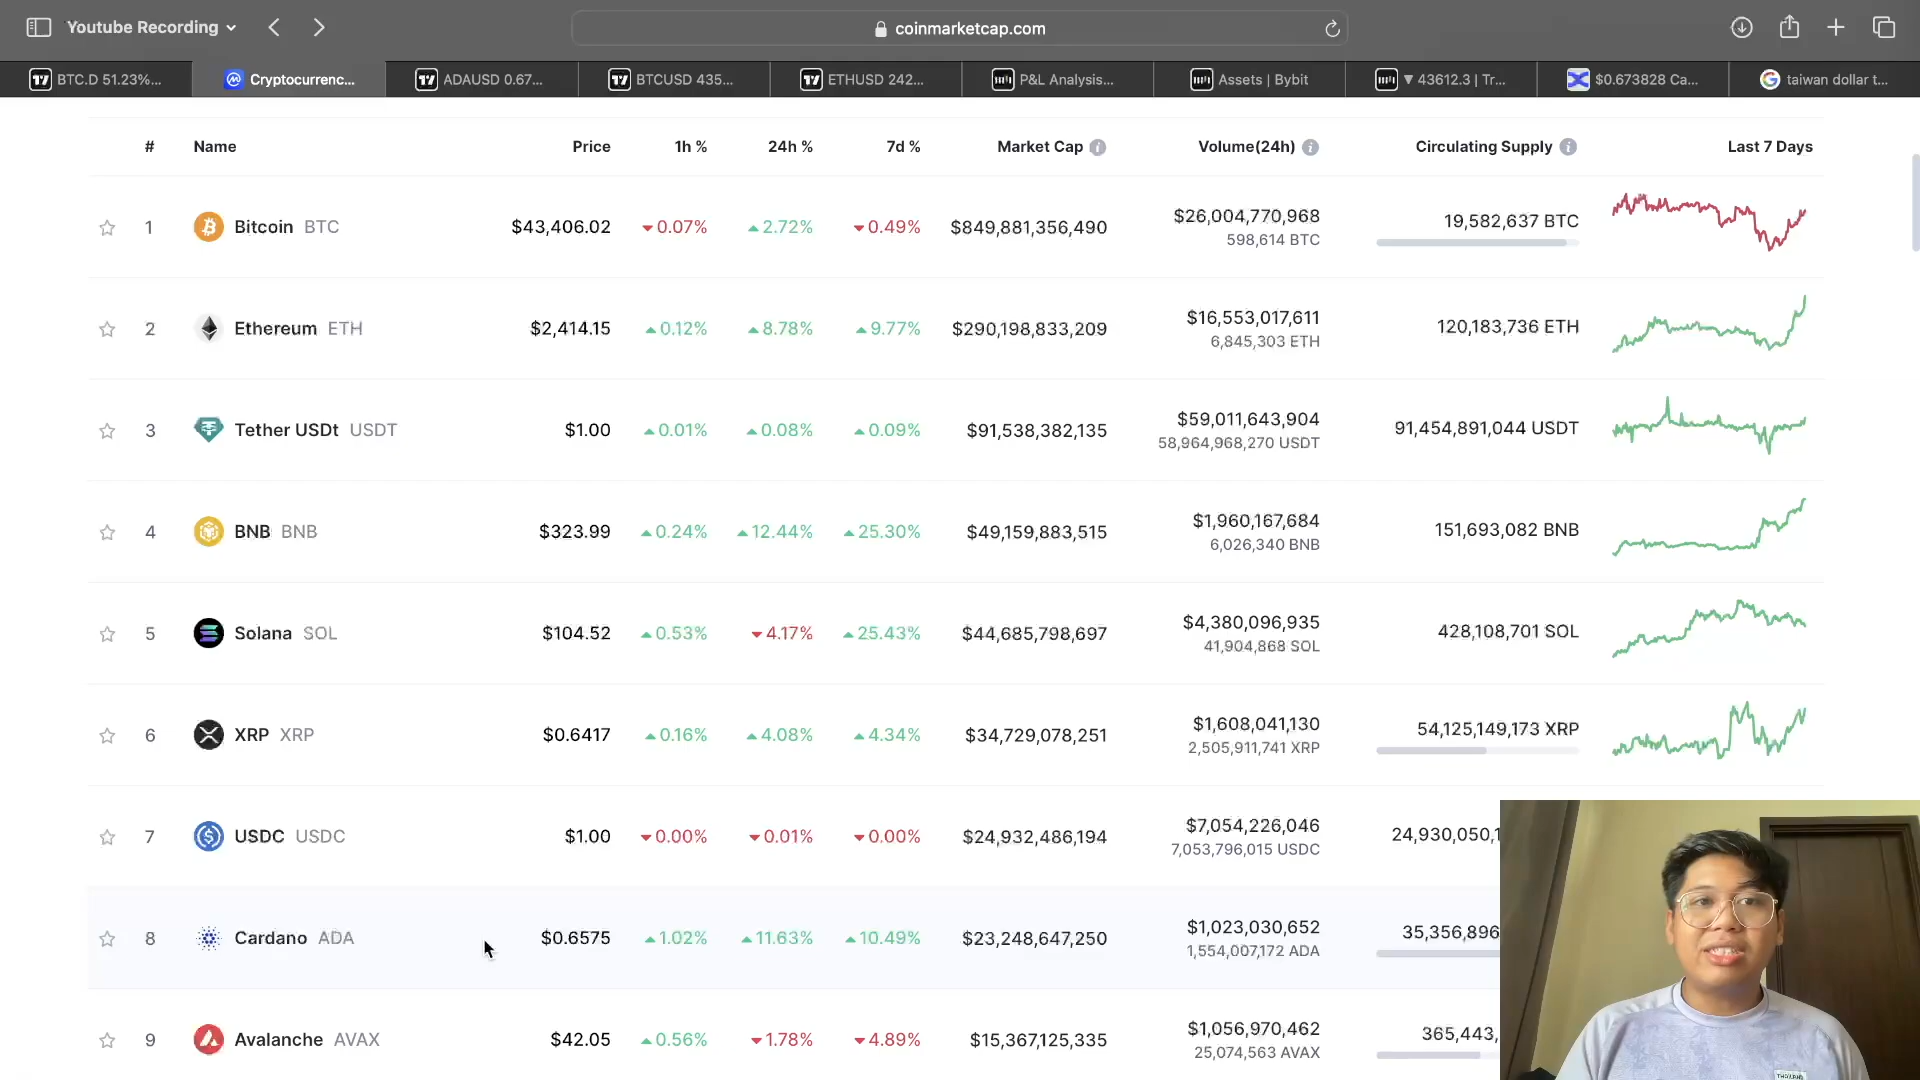 Youtube Recording
coinmarketcap.com
BTC.D 51.23%...
Cryptocurrenc...
ADAUSD 0.67...
BTCUSD 435...
ETHUSD 242...
P&L Analysis...
Assets | Bybit
▼ 43612.3 | Tr...
$0.673828 Ca...
taiwan dollar t...
# Name Price 1h % 24h % 7d % Market Cap Volume(24h) Circulating Supply Last 7 Days
1 Bitcoin BTC $43,406.02 0.07% 2.72% 0.49% $849,881,356,490 $26,004,770,968 19,582,637 BTC
598,614 BTC
2 Ethereum ETH $2,414.15 0.12% 8.78% 9.77% $290,198,833,209 $16,553,017,611 120,183,736 ETH
6,845,303 ETH
3 Tether USDt USDT $1.00 0.01% 0.08% 0.09% $91,538,382,135 $59,011,643,904 91,454,891,044 USDT
58,964,968,270 USDT
4 BNB BNB $323.99 0.24% 12.44% 25.30% $49,159,883,515 $1,960,167,684 151,693,082 BNB
6,026,340 BNB
5 Solana SOL $104.52 0.53% 4.17% 25.43% $44,685,798,697 $4,380,096,935 428,108,701 SOL
41,904,868 SOL
6 XRP XRP $0.6417 0.16% 4.08% 4.34% $34,729,078,251 $1,608,041,130 54,125,149,173 XRP
2,505,911,741 XRP
7 USDC USDC $1.00 0.00% 0.01% 0.00% $24,932,486,194 $7,054,226,046 24,930,050,1
7,053,796,015 USDC
8 Cardano ADA $0.6575 1.02% 11.63% 10.49% $23,248,647,250 $1,023,030,652 35,356,896
1,554,007,172 ADA
9 Avalanche AVAX $42.05 0.56% 1.78% 4.89% $15,367,125,335 $1,056,970,462 365,443,
25,074,563 AVAX